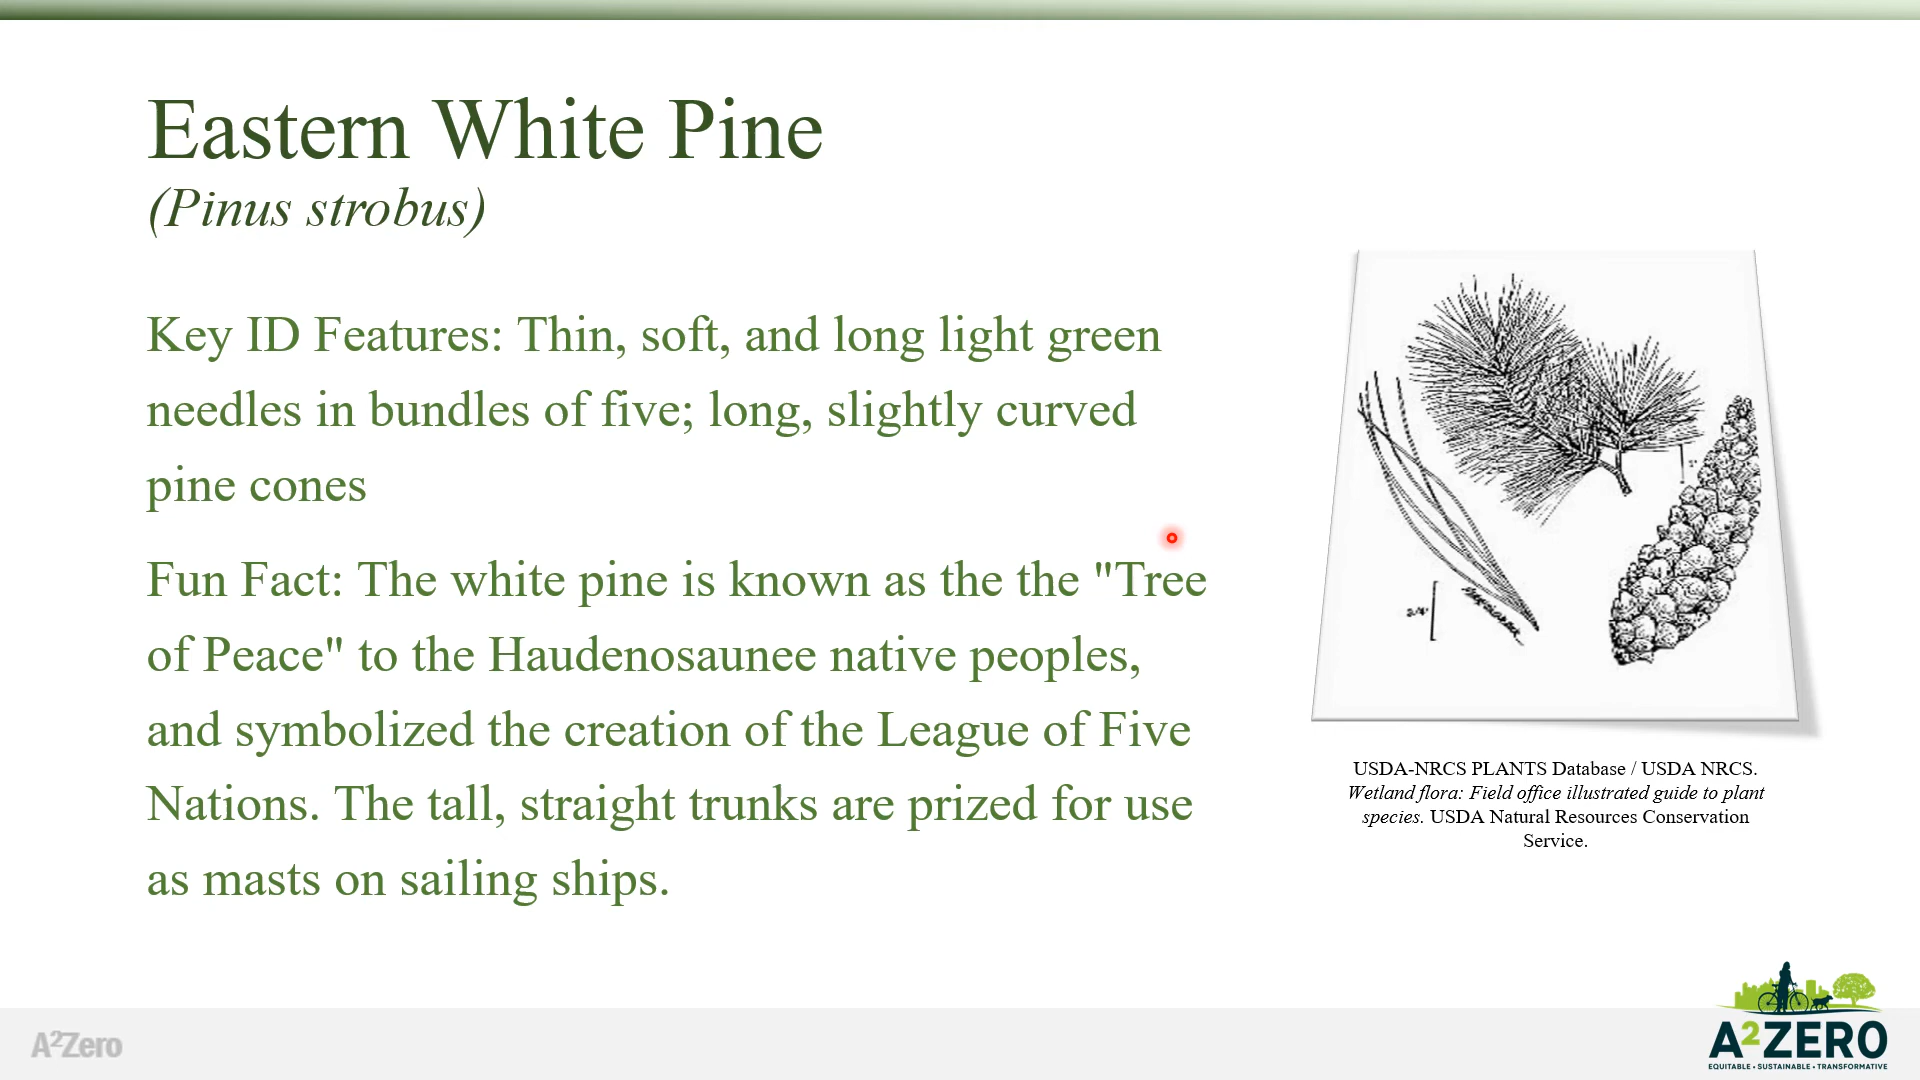 Eastern White Pine
(Pinus strobus)
Key ID Features: Thin, soft, and long light green
needles in bundles of five; long, slightly curved
pine cones
Fun Fact: The white pine is known as the the "Tree
of Peace" to the Haudenosaunee native peoples,
and symbolized the creation of the League of Five
Nations. The tall, straight trunks are prized for use
as masts on sailing ships.
USDA-NRCS PLANTS Database / USDA NRCS.
Wetland flora: Field office illustrated guide to plant
species. USDA Natural Resources Conservation
Service.
A²Zero
A²ZERO
EQUITABLE • SUSTAINABLE • TRANSFORMATIVE